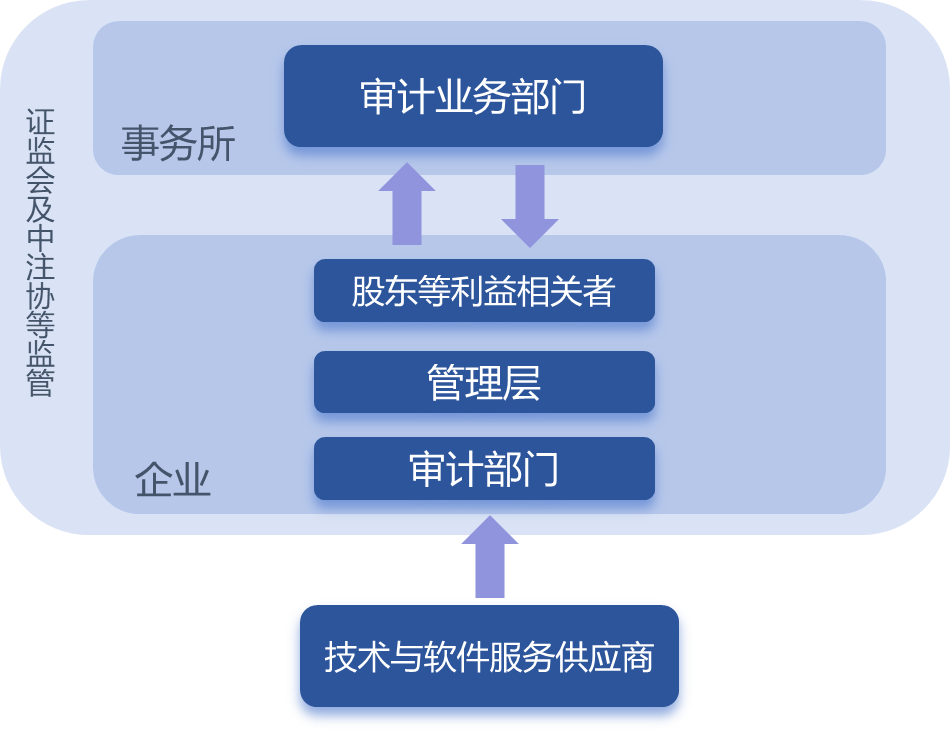 证监会及中注协等监管
审计业务部门
事务所
股东等利益相关者
管理层
审计部门
企业
技术与软件服务供应商